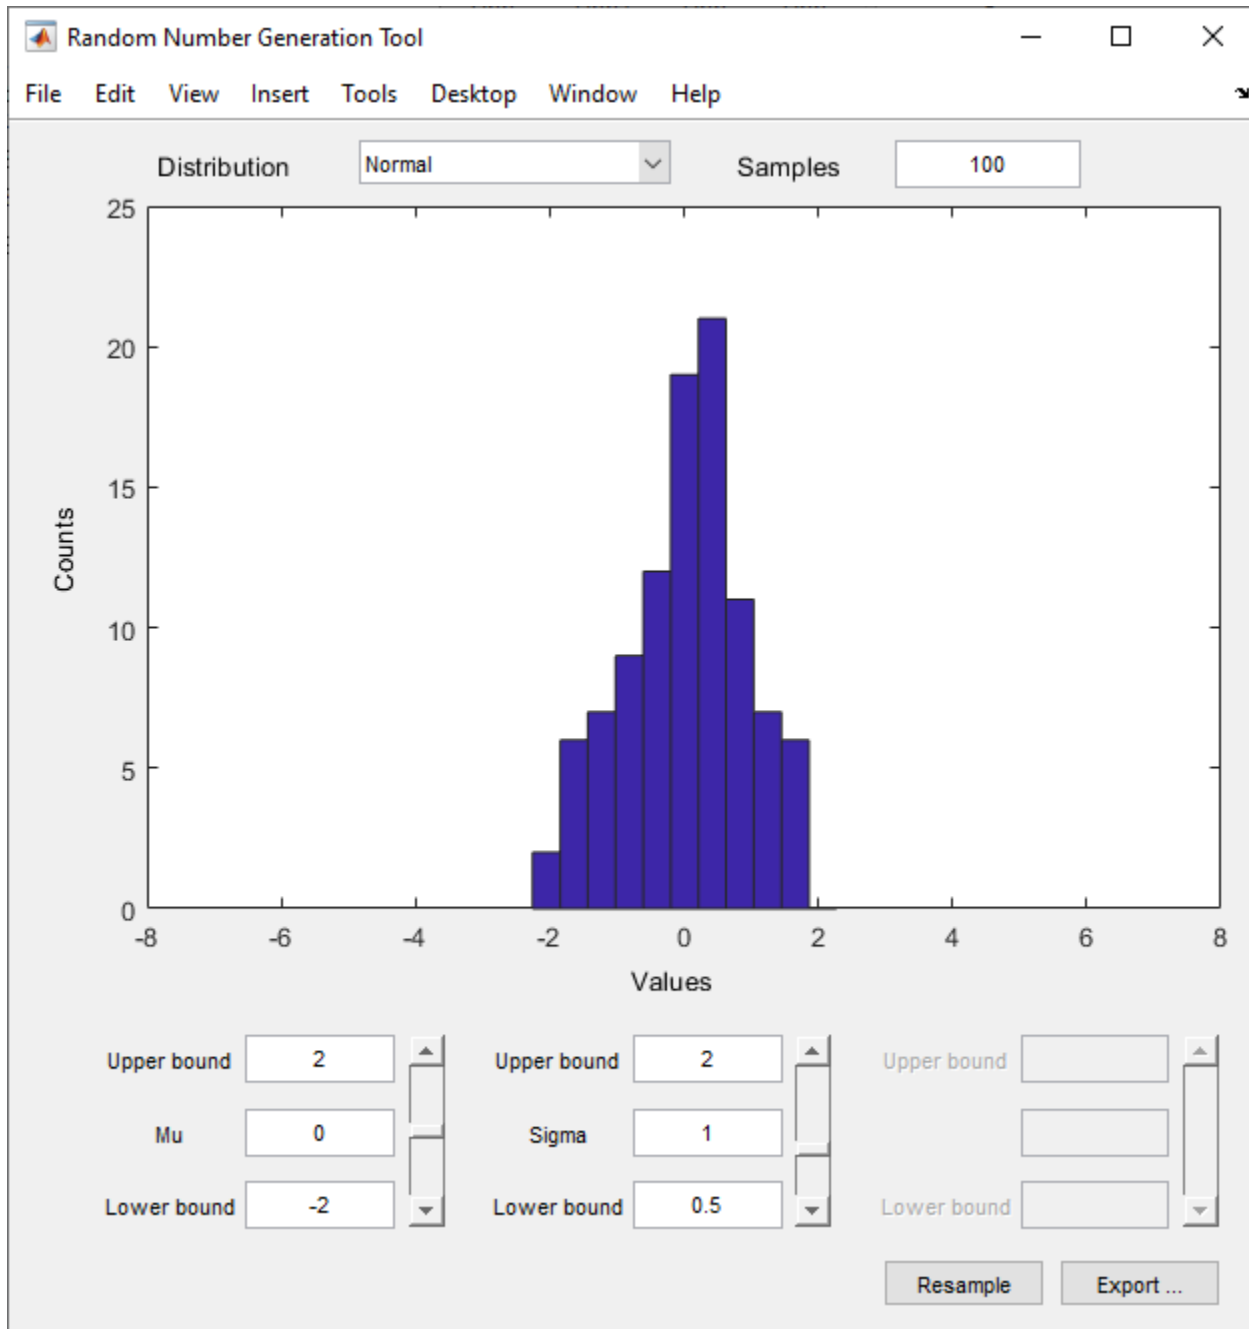 Random Number Generation Tool
File Edit View Insert Tools Desktop Window Help
Distribution Normal Samples 100
25
20
15
10
5
0
Counts
-8 -6 -4 -2 0 2 4 6 8
Values
Upper bound 2 Upper bound 2 Upper bound
Mu 0 Sigma 1
Lower bound -2 Lower bound 0.5 Lower bound
Resample Export ...